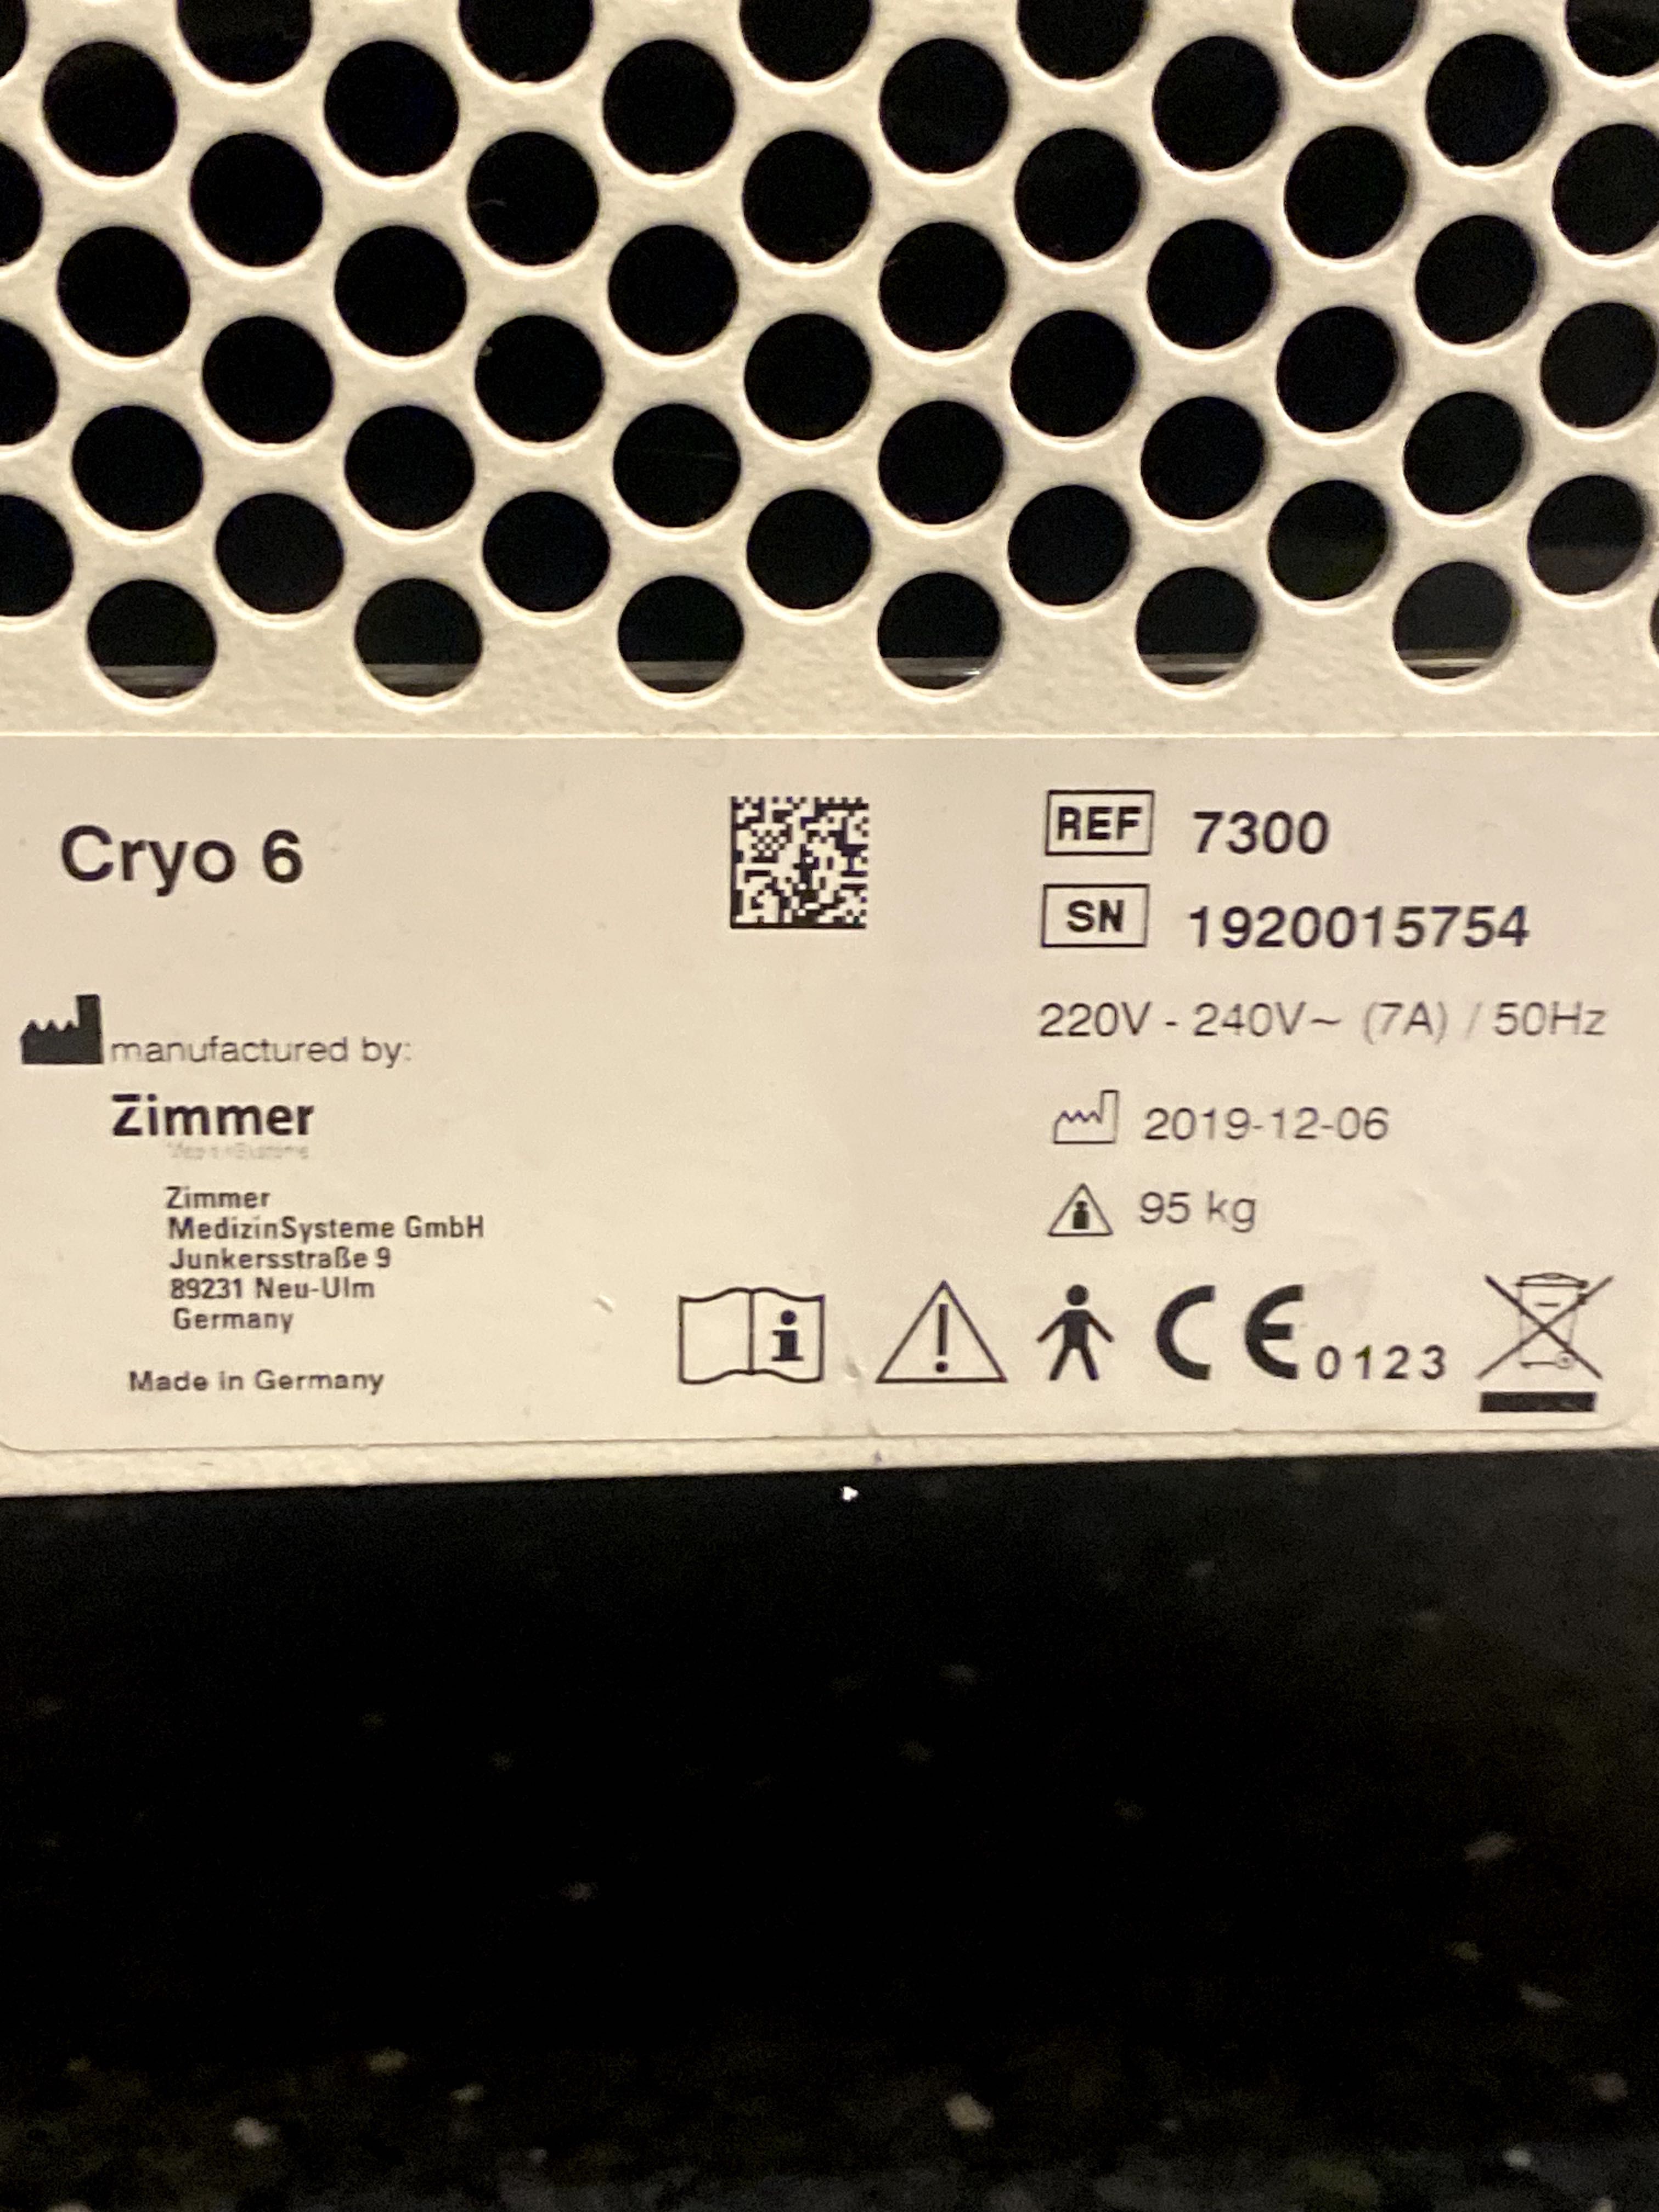 Cryo 6
REF 7300
SN 1920015754
220V - 240V~ (7A) / 50Hz
2019-12-06
95 kg
manufactured by:
Zimmer
MedizinSysteme
Zimmer
MedizinSysteme GmbH
Junkersstraße 9
89231 Neu-Ulm
Germany
Made in Germany
i
CE 0123